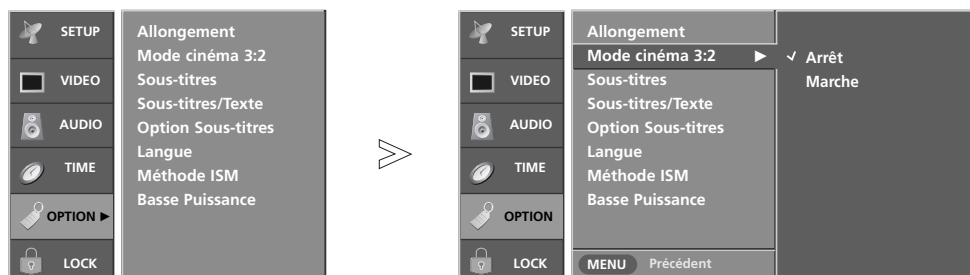 SETUP
VIDEO
AUDIO
TIME
OPTION ►
LOCK
Allongement
Mode cinéma 3:2
Sous-titres
Sous-titres/Texte
Option Sous-titres
Langue
Méthode ISM
Basse Puissance
SETUP
VIDEO
AUDIO
TIME
OPTION
LOCK
Allongement
Mode cinéma 3:2 ►
Sous-titres
Sous-titres/Texte
Option Sous-titres
Langue
Méthode ISM
Basse Puissance
MENU Précédent
✓ Arrêt
Marche